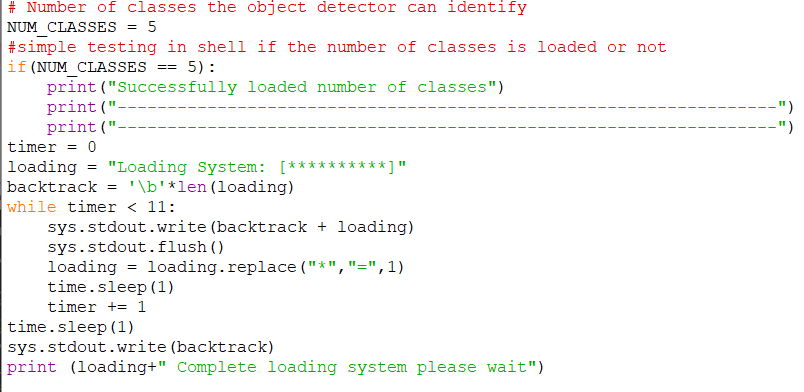 # Number of classes the object detector can identify
NUM_CLASSES = 5
#simple testing in shell if the number of classes is loaded or not
if(NUM_CLASSES == 5):
    print("Successfully loaded number of classes")
    print("------------------------------------------------------------------")
    print("------------------------------------------------------------------")
timer = 0
loading = "Loading System: [**********]"
backtrack = '\b'*len(loading)
while timer < 11:
    sys.stdout.write(backtrack + loading)
    sys.stdout.flush()
    loading = loading.replace("*","=",1)
    time.sleep(1)
    timer += 1
time.sleep(1)
sys.stdout.write(backtrack)
print (loading+" Complete loading system please wait")